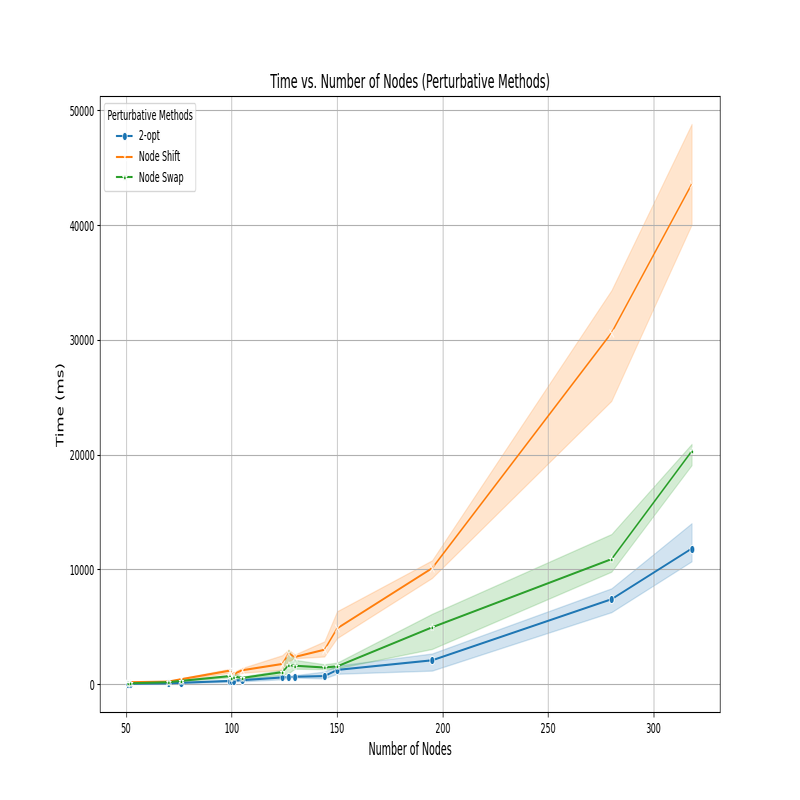 Time vs. Number of Nodes (Perturbative Methods)
Perturbative Methods
2-opt
Node Shift
Node Swap
50000
40000
30000
20000
10000
0
Time (ms)
50 100 150 200 250 300
Number of Nodes